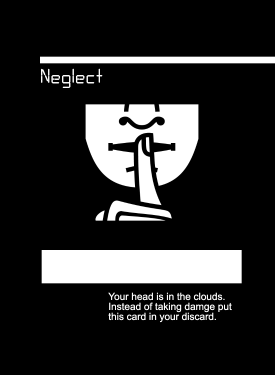 Neglect
Your head is in the clouds.
Instead of taking damge put
this card in your discard.